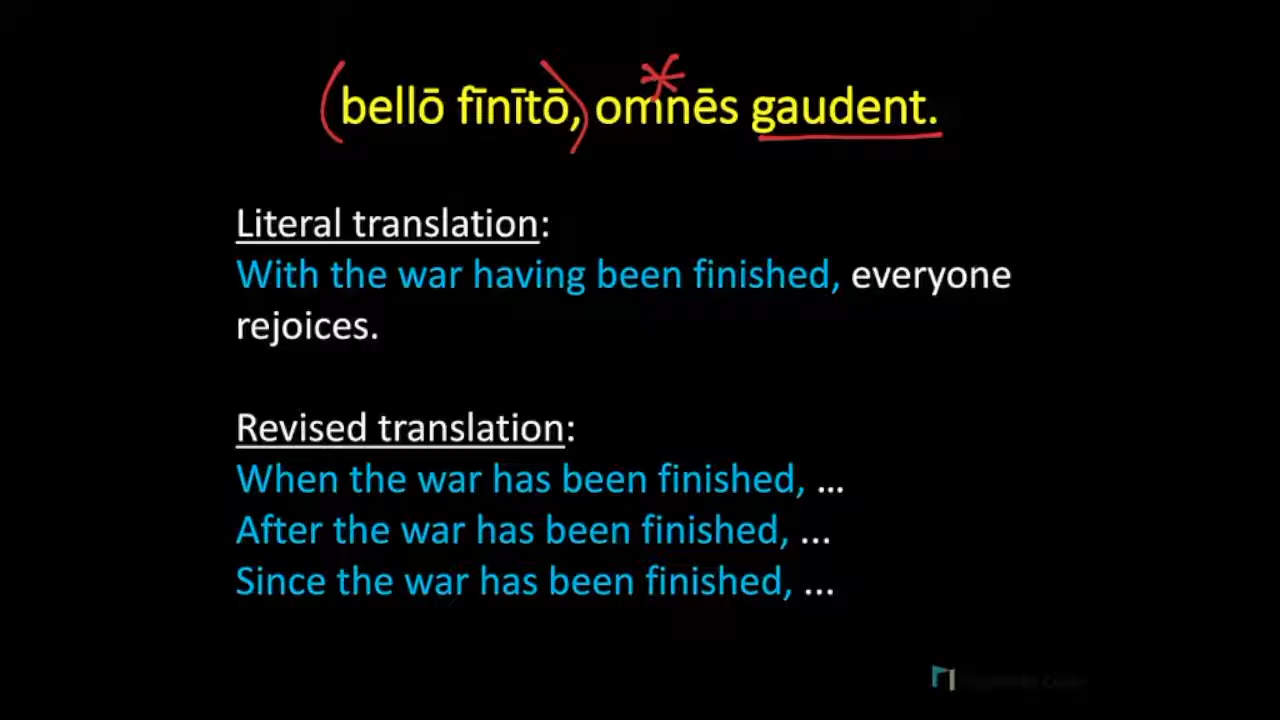 bellō fīnītō, omnēs gaudent.
Literal translation:
With the war having been finished, everyone
rejoices.
Revised translation:
When the war has been finished, ...
After the war has been finished, ...
Since the war has been finished, ...